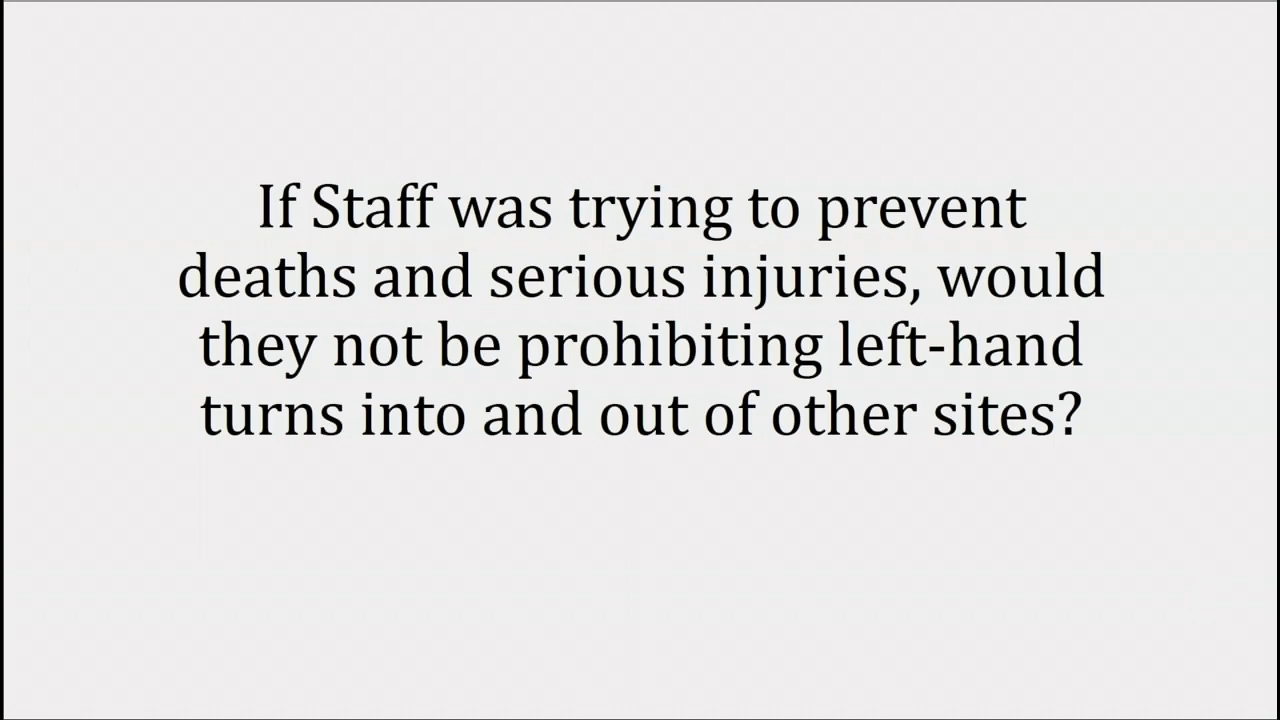 If Staff was trying to prevent
deaths and serious injuries, would
they not be prohibiting left-hand
turns into and out of other sites?